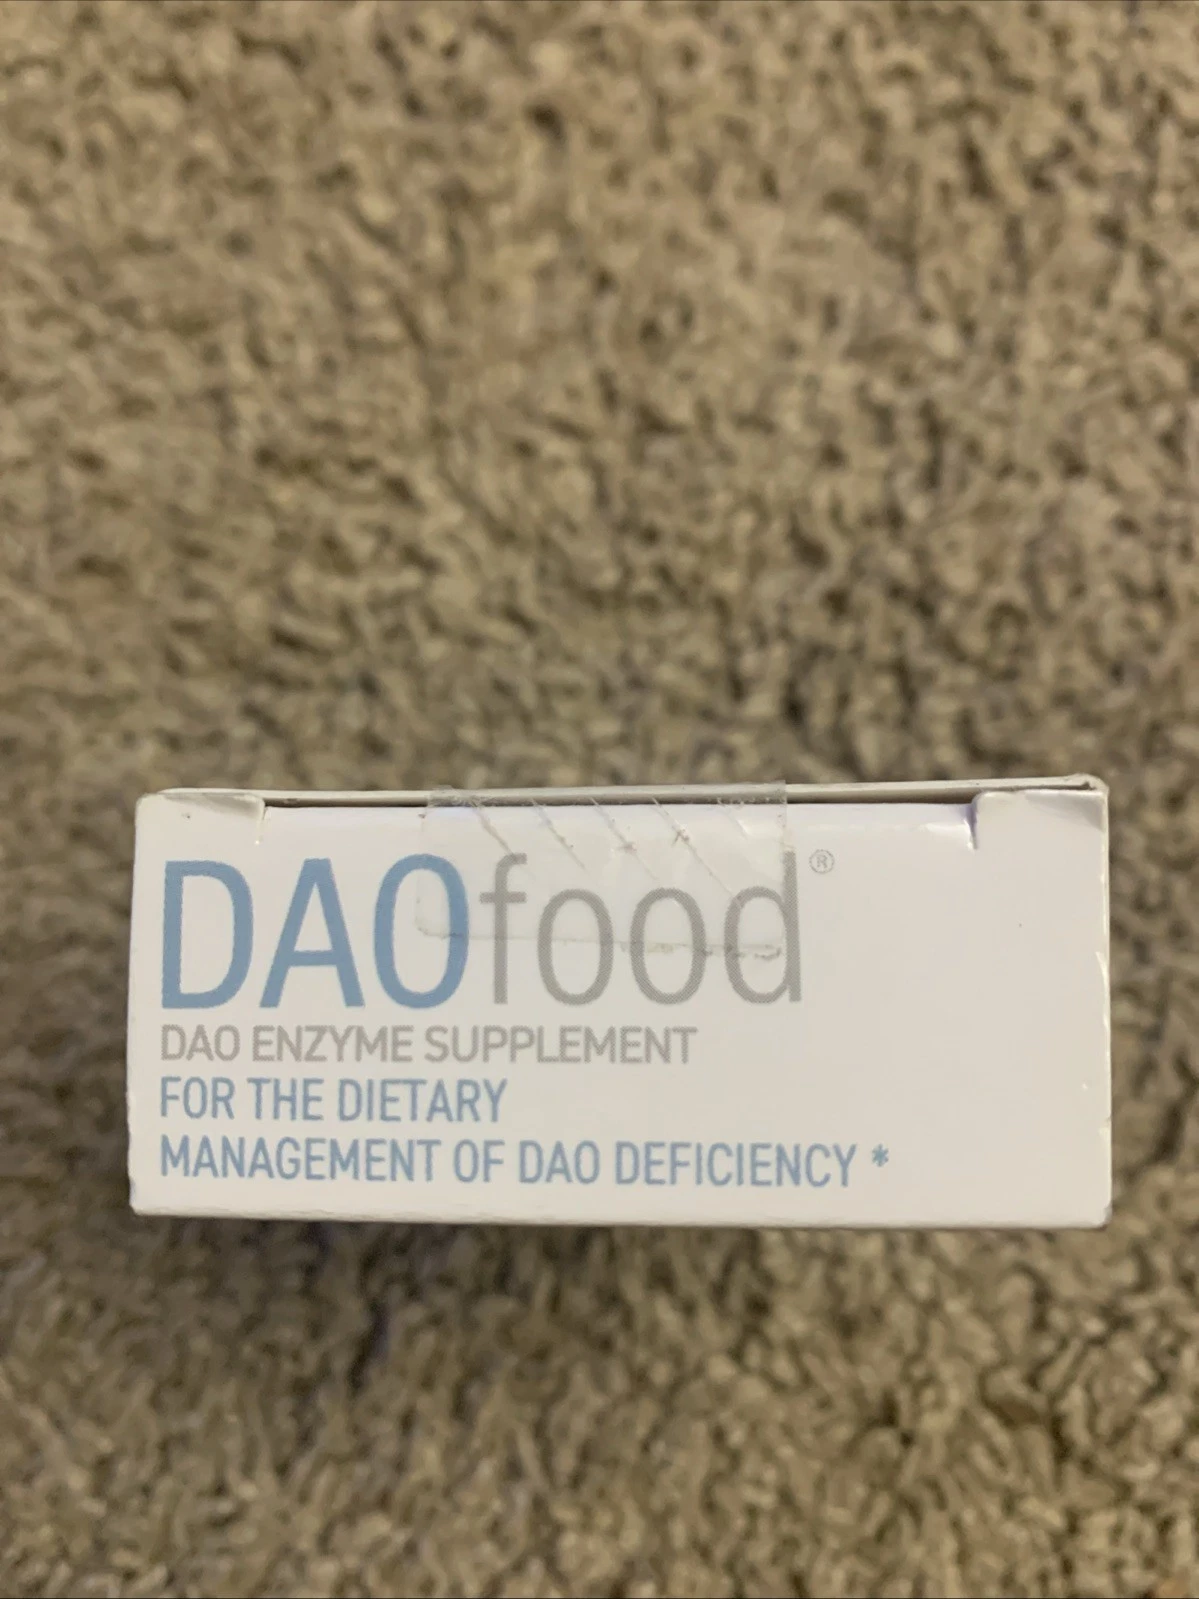 DAOfood®
DAO ENZYME SUPPLEMENT
FOR THE DIETARY
MANAGEMENT OF DAO DEFICIENCY *